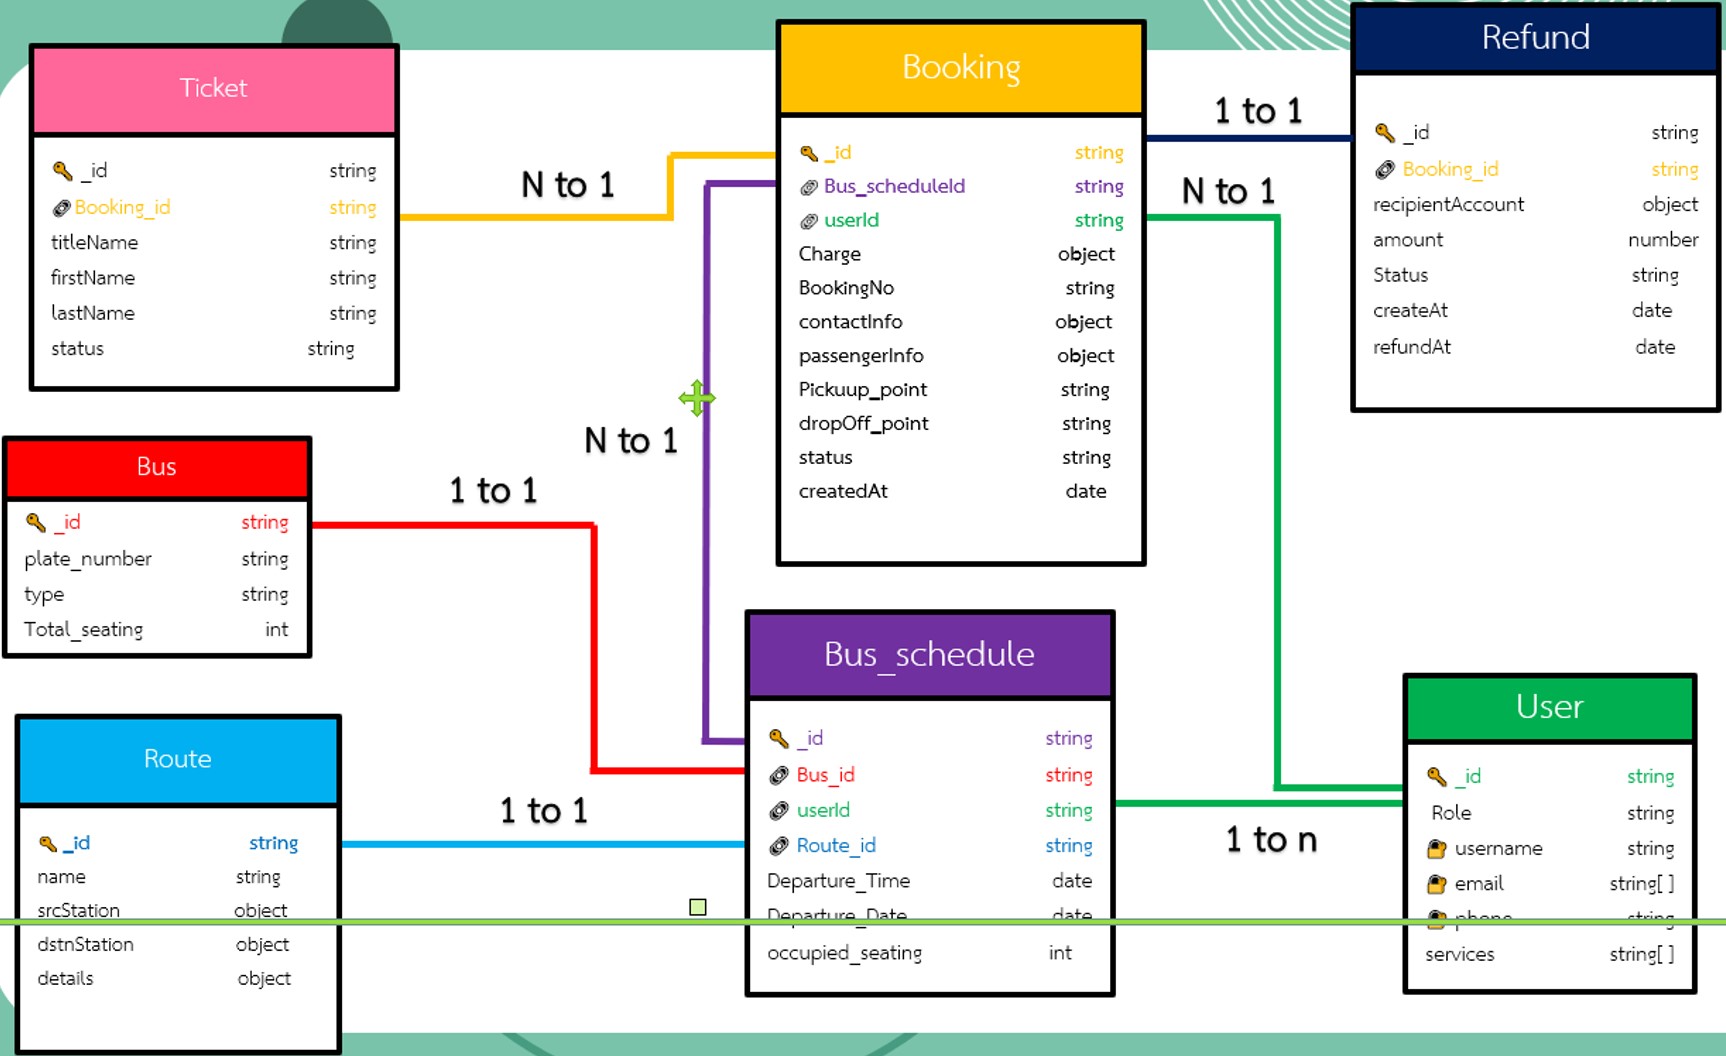 Ticket
_id string
Booking_id string
titleName string
firstName string
lastName string
status string
N to 1
Booking
_id string
Bus_scheduleId string
userId string
Charge object
BookingNo string
contactInfo object
passengerInfo object
Pickuup_point string
dropOff_point string
status string
createdAt date
1 to 1
N to 1
Refund
_id string
Booking_id string
recipientAccount object
amount number
Status string
createAt date
refundAt date
Bus
_id string
plate_number string
type string
Total_seating int
1 to 1
N to 1
Route
_id string
name string
srcStation object
dstnStation object
details object
1 to 1
Bus_schedule
_id string
Bus_id string
userId string
Route_id string
Departure_Time date
Departure_Date date
occupied_seating int
1 to n
User
_id string
Role string
username string
email string[ ]
phone string
services string[ ]